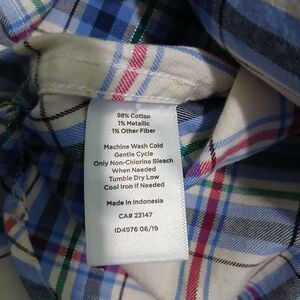 98% Cotton
1% Metallic
1% Other Fiber
Machine Wash Cold
Gentle Cycle
Only Non-Chlorine Bleach
When Needed
Tumble Dry Low
Cool Iron if Needed
Made in Indonesia
CA# 23147
ID4976 06/19